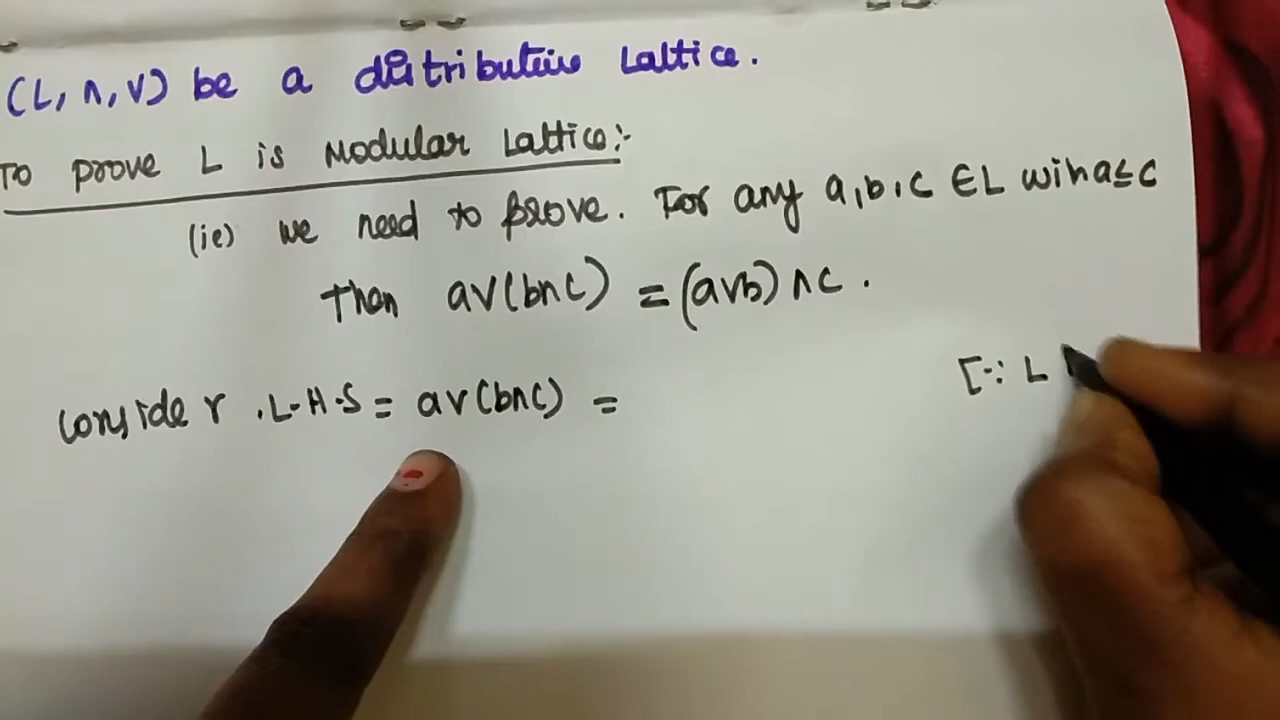 (L, ∧, ∨) be a distributive Lattice.
To prove L is Modular Lattice:-
(ie) we need to prove. For any a, b, c ∈ L with a ≤ c
Then a∨(b∧c) = (a∨b) ∧ c .
Consider . L-H-S = a∨(b∧c) = [∵ L